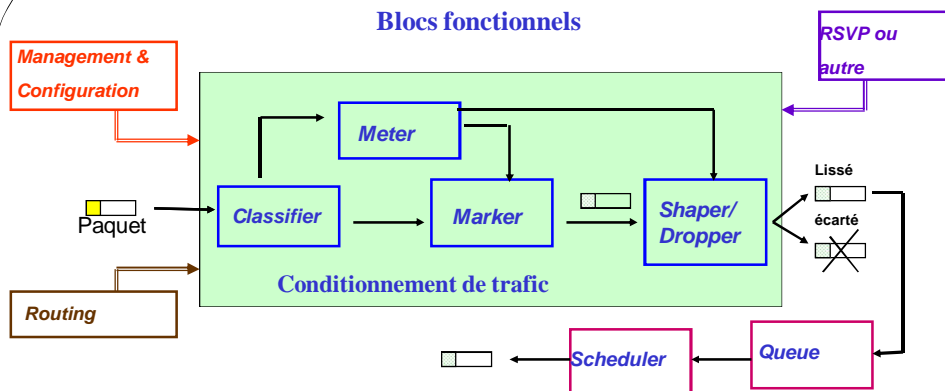 Blocs fonctionnels
Management &
Configuration
RSVP ou
autre
Meter
Lissé
Paquet
Classifier
Marker
Shaper/
Dropper
écarté
Conditionnement de trafic
Routing
Scheduler
Queue